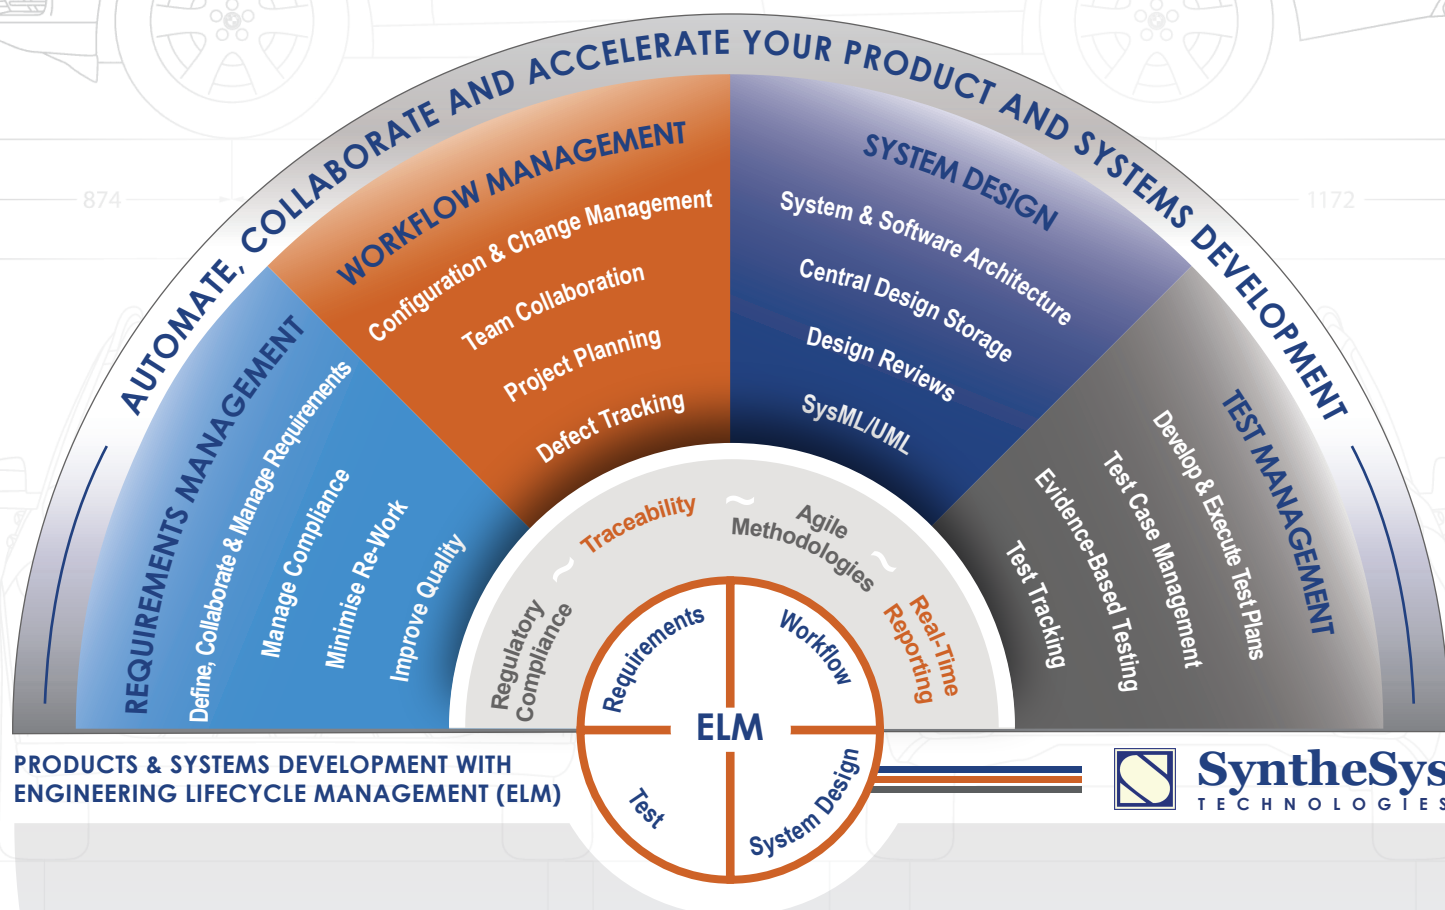 AUTOMATE, COLLABORATE AND ACCELERATE YOUR PRODUCT AND SYSTEMS DEVELOPMENT
874
1172
REQUIREMENTS MANAGEMENT
Define, Collaborate & Manage Requirements
Manage Compliance
Minimise Re-Work
Improve Quality
WORKFLOW MANAGEMENT
Configuration & Change Management
Team Collaboration
Project Planning
Defect Tracking
SYSTEM DESIGN
System & Software Architecture
Central Design Storage
Design Reviews
SysML/UML
TEST MANAGEMENT
Develop & Execute Test Plans
Test Case Management
Evidence-Based Testing
Test Tracking
Regulatory
Compliance
~
Traceability
~
Agile
Methodologies
~
Real-Time
Reporting
Requirements
Workflow
ELM
Test
System Design
PRODUCTS & SYSTEMS DEVELOPMENT WITH
ENGINEERING LIFECYCLE MANAGEMENT (ELM)
SyntheSys
TECHNOLOGIES